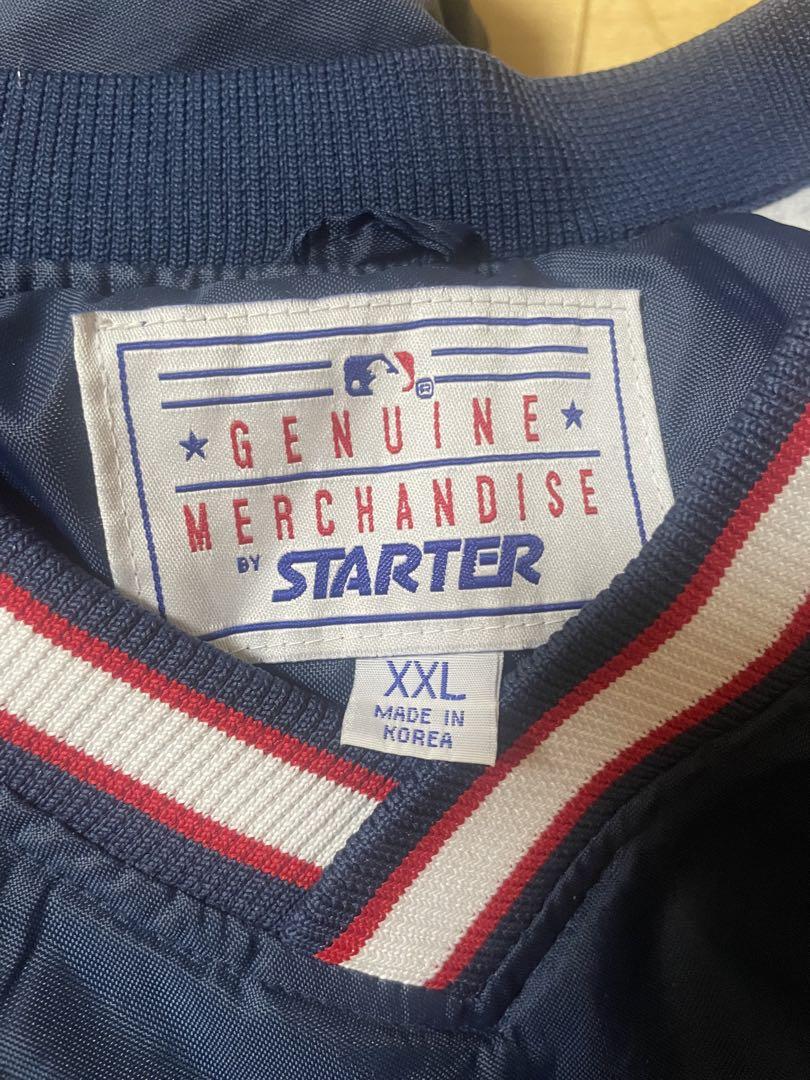 GENUINE
MERCHANDISE
BY STARTER
XXL
MADE IN
KOREA